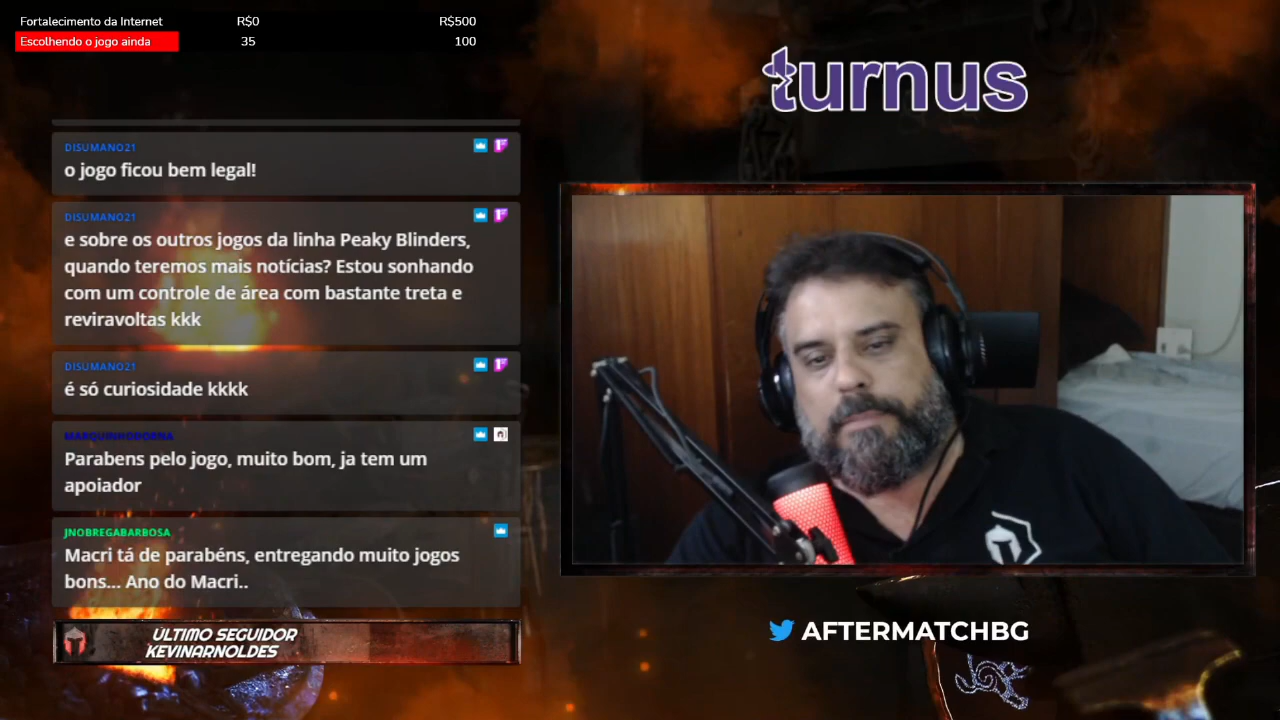 Fortalecimento da Internet R$0 R$500
Escolhendo o jogo ainda 35 100
turnus
DISUMANO21
o jogo ficou bem legal!
DISUMANO21
e sobre os outros jogos da linha Peaky Blinders,
quando teremos mais notícias? Estou sonhando
com um controle de área com bastante treta e
reviravoltas kkk
DISUMANO21
é só curiosidade kkkk
MARQUINHODORNA
Parabens pelo jogo, muito bom, ja tem um
apoiador
JNOBREGABARBOSA
Macri tá de parabéns, entregando muito jogos
bons... Ano do Macri..
ÚLTIMO SEGUIDOR
KEVINARNOLDES
AFTERMATCHBG